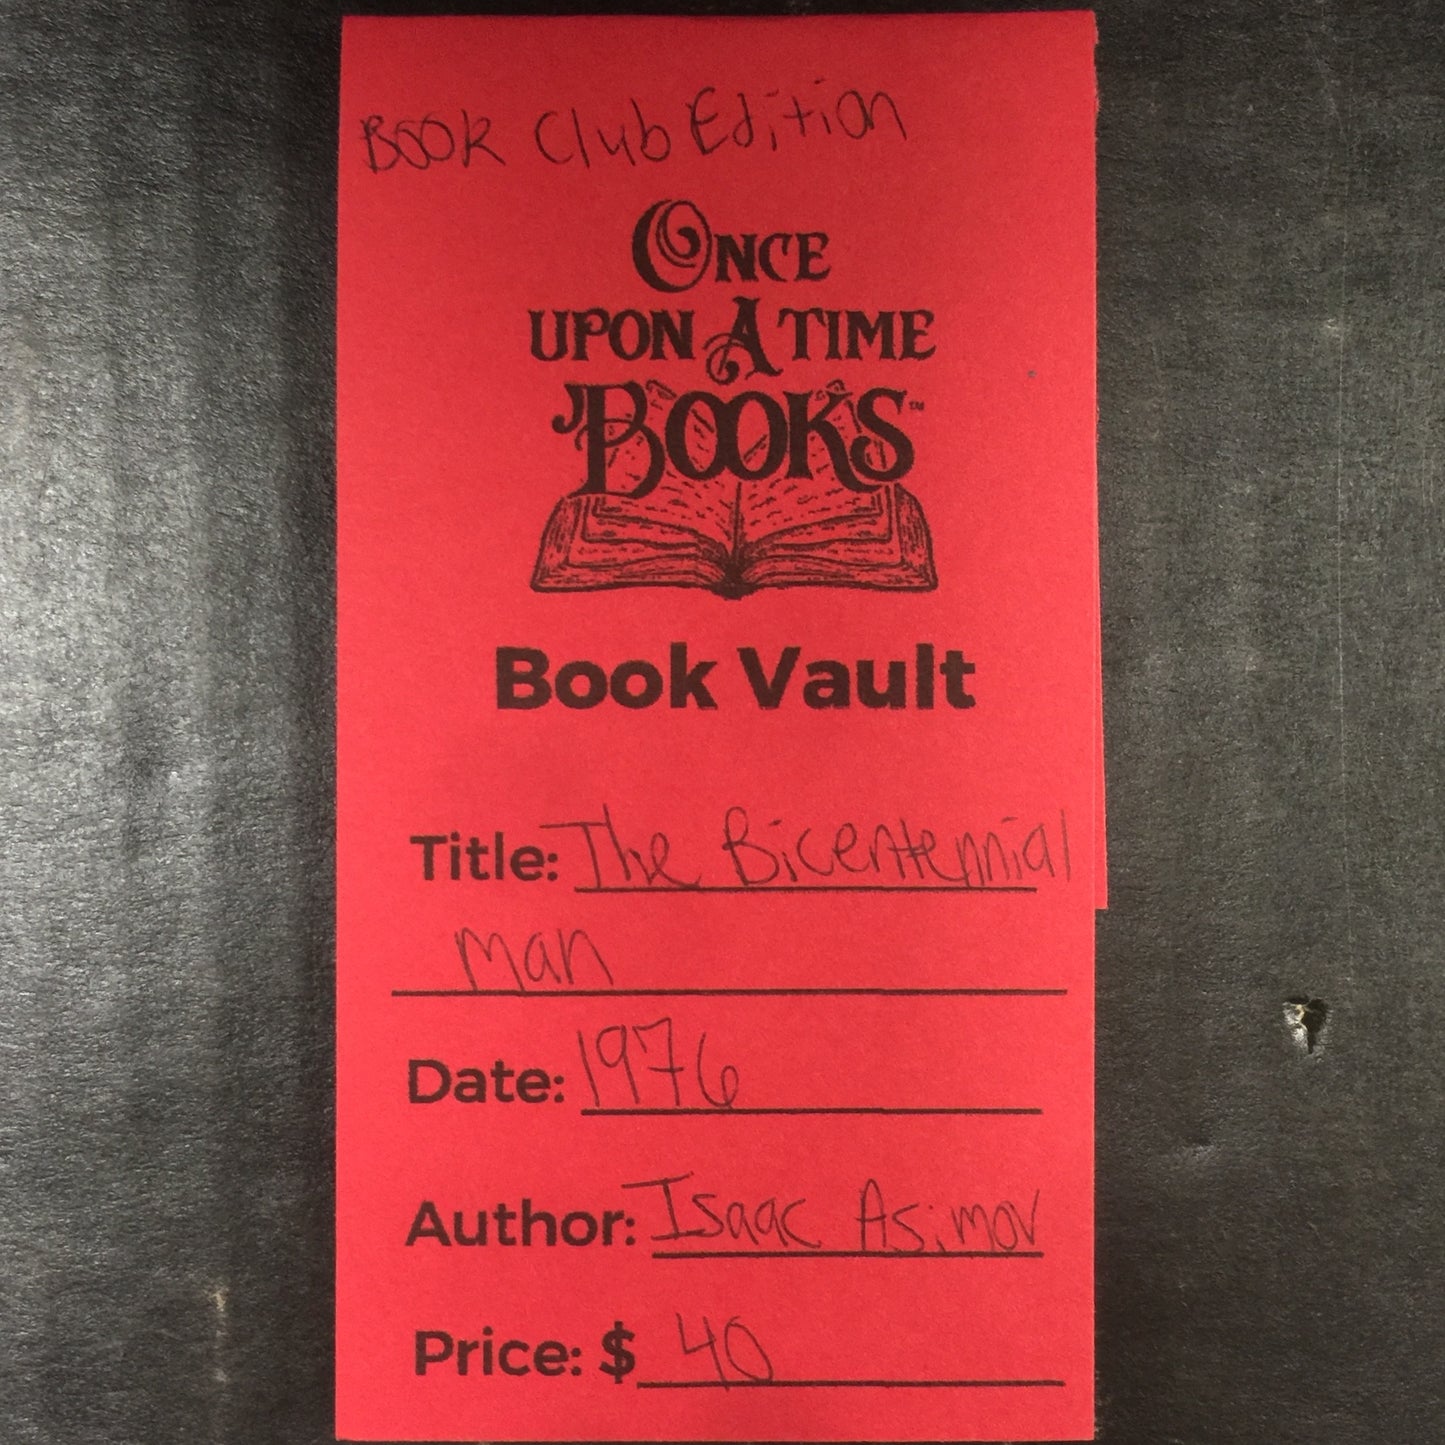 Book Club Edition
ONCE
UPON A TIME
BOOKS™
Book Vault
Title: The Bicentennial
man
Date: 1976
Author: Isaac Asimov
Price: $ 40